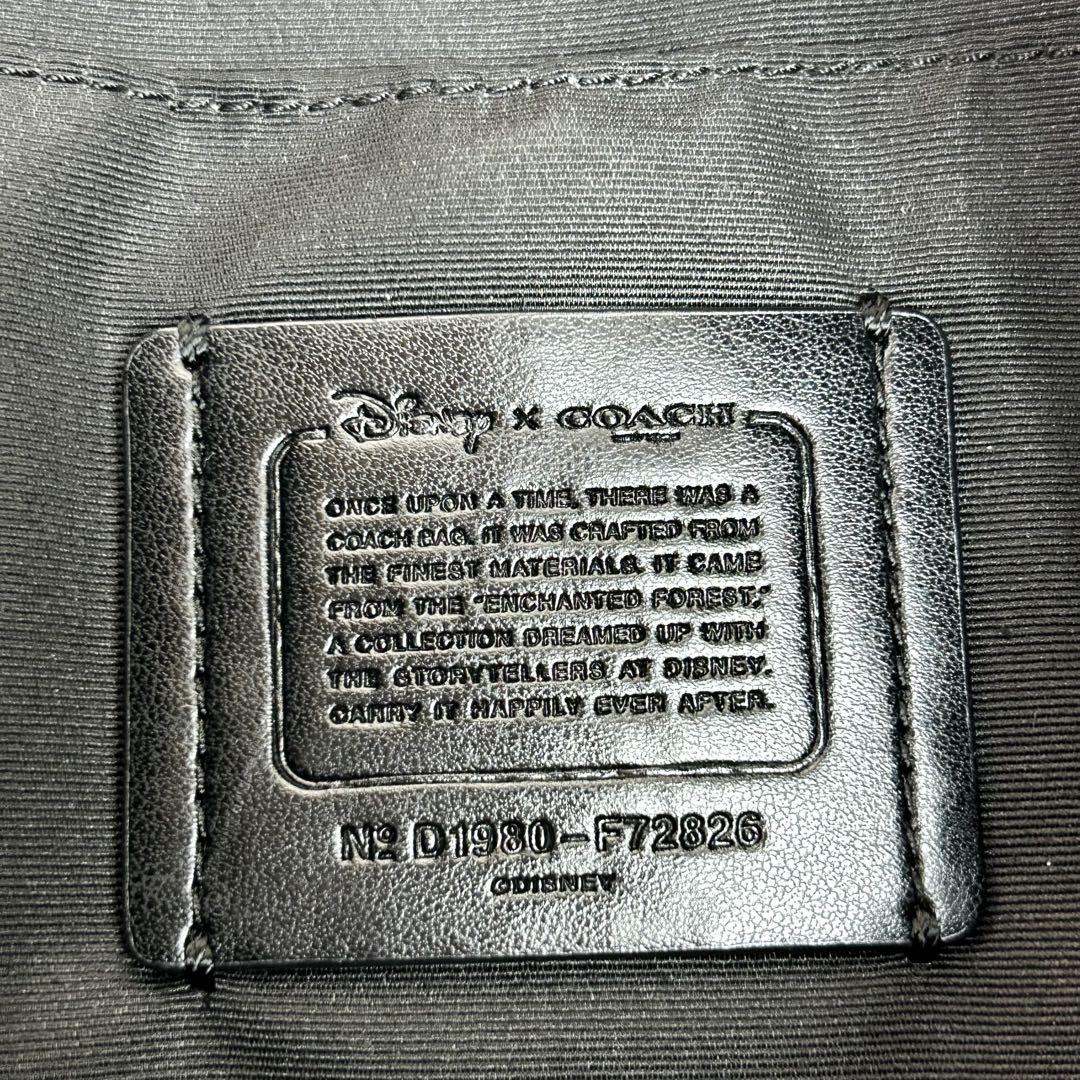 Disney x COACH
ONCE UPON A TIME, THERE WAS A
COACH BAG. IT WAS CRAFTED FROM
THE FINEST MATERIALS. IT CAME
FROM THE "ENCHANTED FOREST,"
A COLLECTION DREAMED UP WITH
THE STORYTELLERS AT DISNEY.
CARRY IT HAPPILY EVER AFTER.
Nº D1980-F72826
©DISNEY